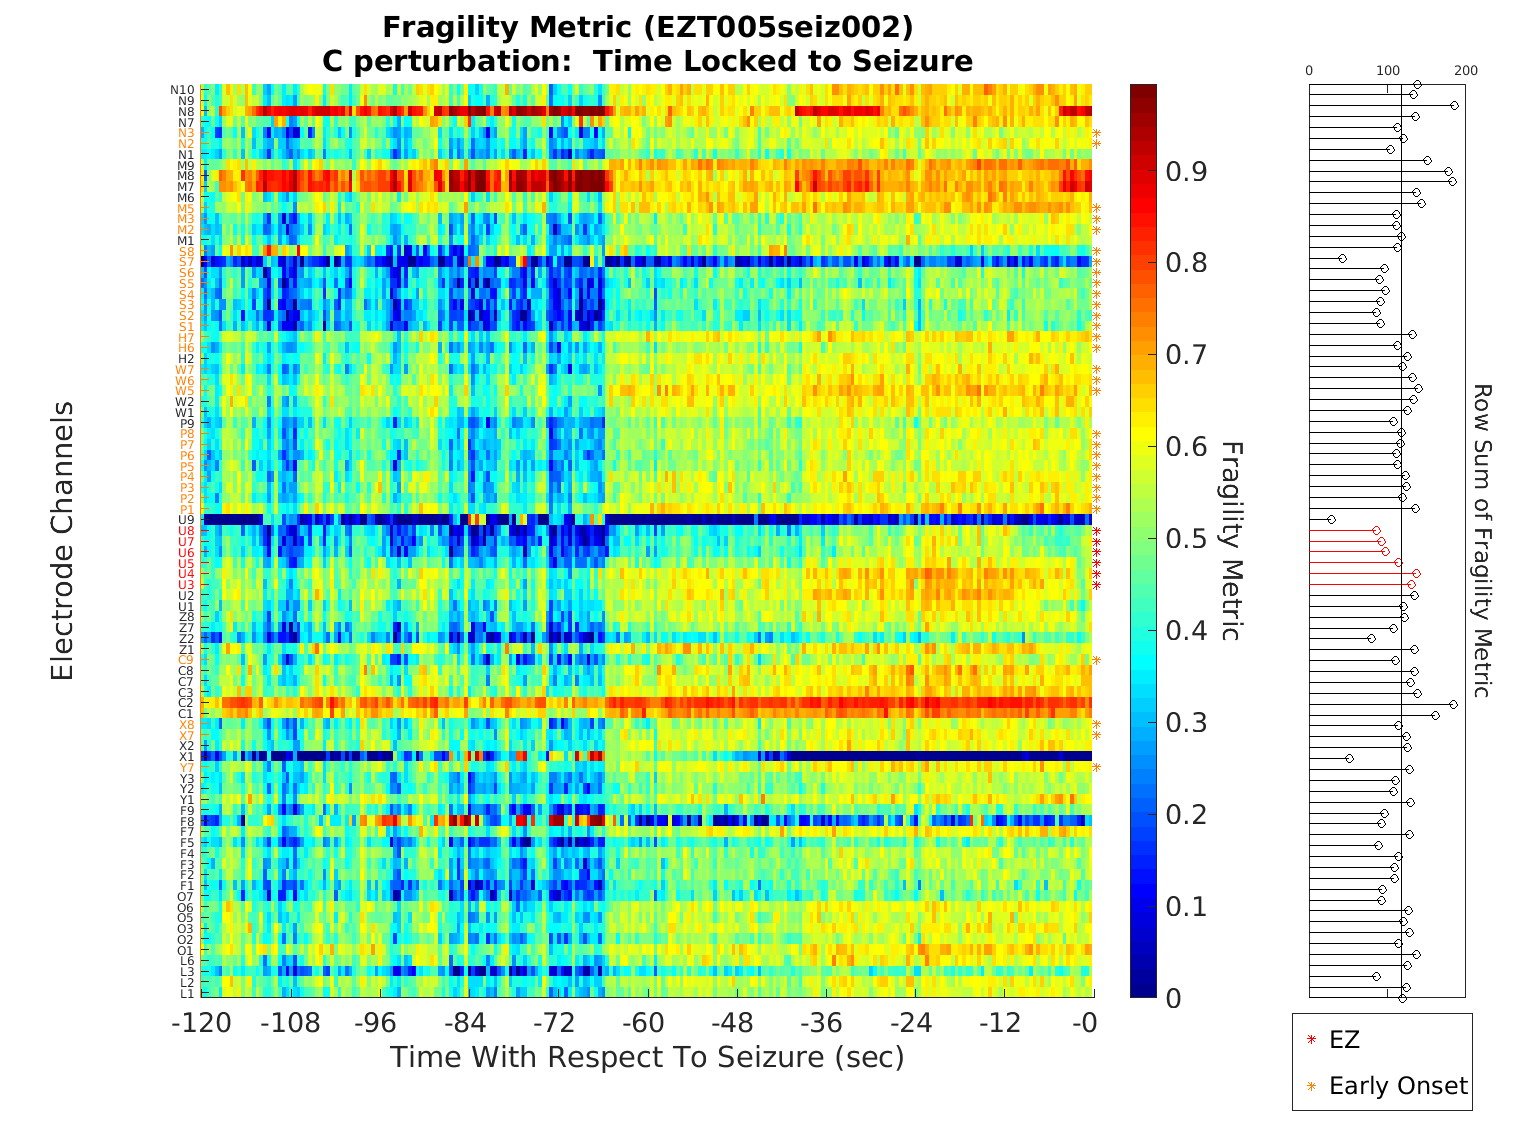 Fragility Metric (EZT005seiz002)
C perturbation:  Time Locked to Seizure
Electrode Channels
N10
N9
N8
N7
N3
N2
N1
M9
M8
M7
M6
M5
M3
M2
M1
S8
S7
S6
S5
S4
S3
S2
S1
H7
H6
H2
W7
W6
W5
W2
W1
P9
P8
P7
P6
P5
P4
P3
P2
P1
U9
U8
U7
U6
U5
U4
U3
U2
U1
Z8
Z7
Z2
Z1
C9
C8
C7
C3
C2
C1
X8
X7
X2
X1
Y7
Y3
Y2
Y1
F9
F8
F7
F5
F4
F3
F2
F1
O7
O6
O5
O3
O2
O1
L6
L3
L2
L1
-120 -108 -96 -84 -72 -60 -48 -36 -24 -12 -0
Time With Respect To Seizure (sec)
0.9
0.8
0.7
0.6
0.5
0.4
0.3
0.2
0.1
0
Fragility Metric
0 100 200
Row Sum of Fragility Metric
EZ
Early Onset